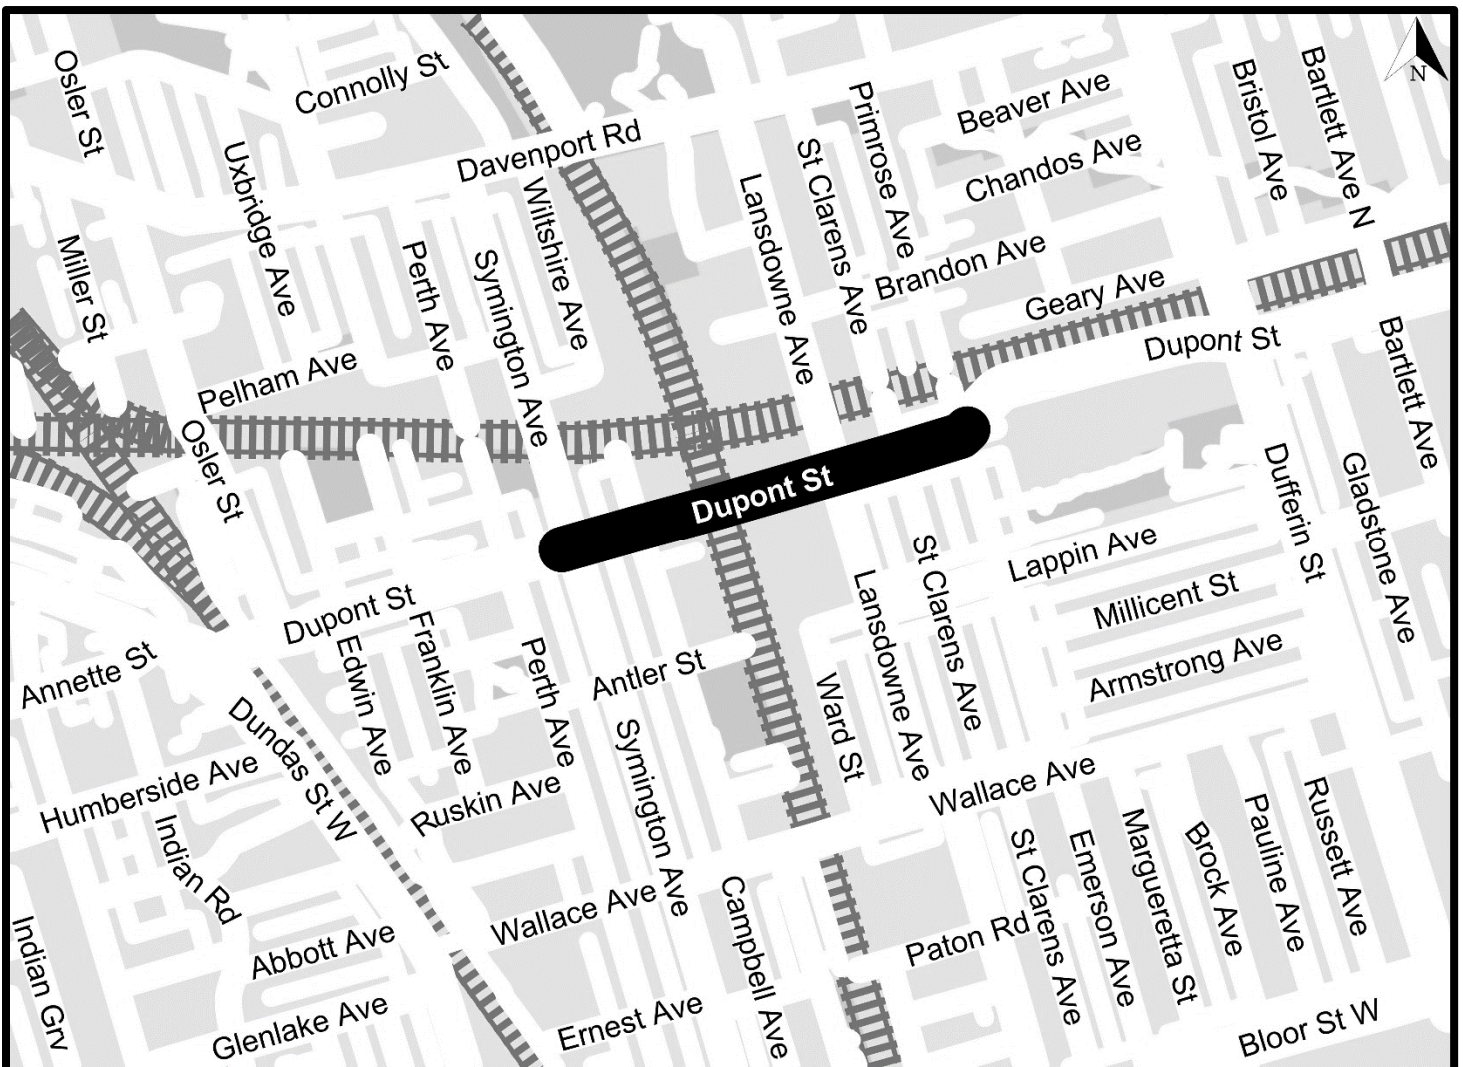 Osler St
Connolly St
Uxbridge Ave
Davenport Rd
Primrose Ave
Beaver Ave
Bristol Ave
Bartlett Ave N
N
Miller St
Perth Ave
Symington Ave
Wiltshire Ave
Lansdowne Ave
St Clarens Ave
Chandos Ave
Brandon Ave
Geary Ave
Dupont St
Bartlett Ave
Pelham Ave
Osler St
Dupont St
Dufferin St
Gladstone Ave
Lappin Ave
St Clarens Ave
Millicent St
Armstrong Ave
Dupont St
Annette St
Edwin Ave
Franklin Ave
Perth Ave
Antler St
Lansdowne Ave
Ward St
Dundas St W
Humberside Ave
Ruskin Ave
Symington Ave
Wallace Ave
Indian Rd
St Clarens Ave
Emerson Ave
Margueretta St
Brock Ave
Pauline Ave
Russett Ave
Wallace Ave
Campbell Ave
Paton Rd
Indian Grv
Abbott Ave
Glenlake Ave
Ernest Ave
Bloor St W